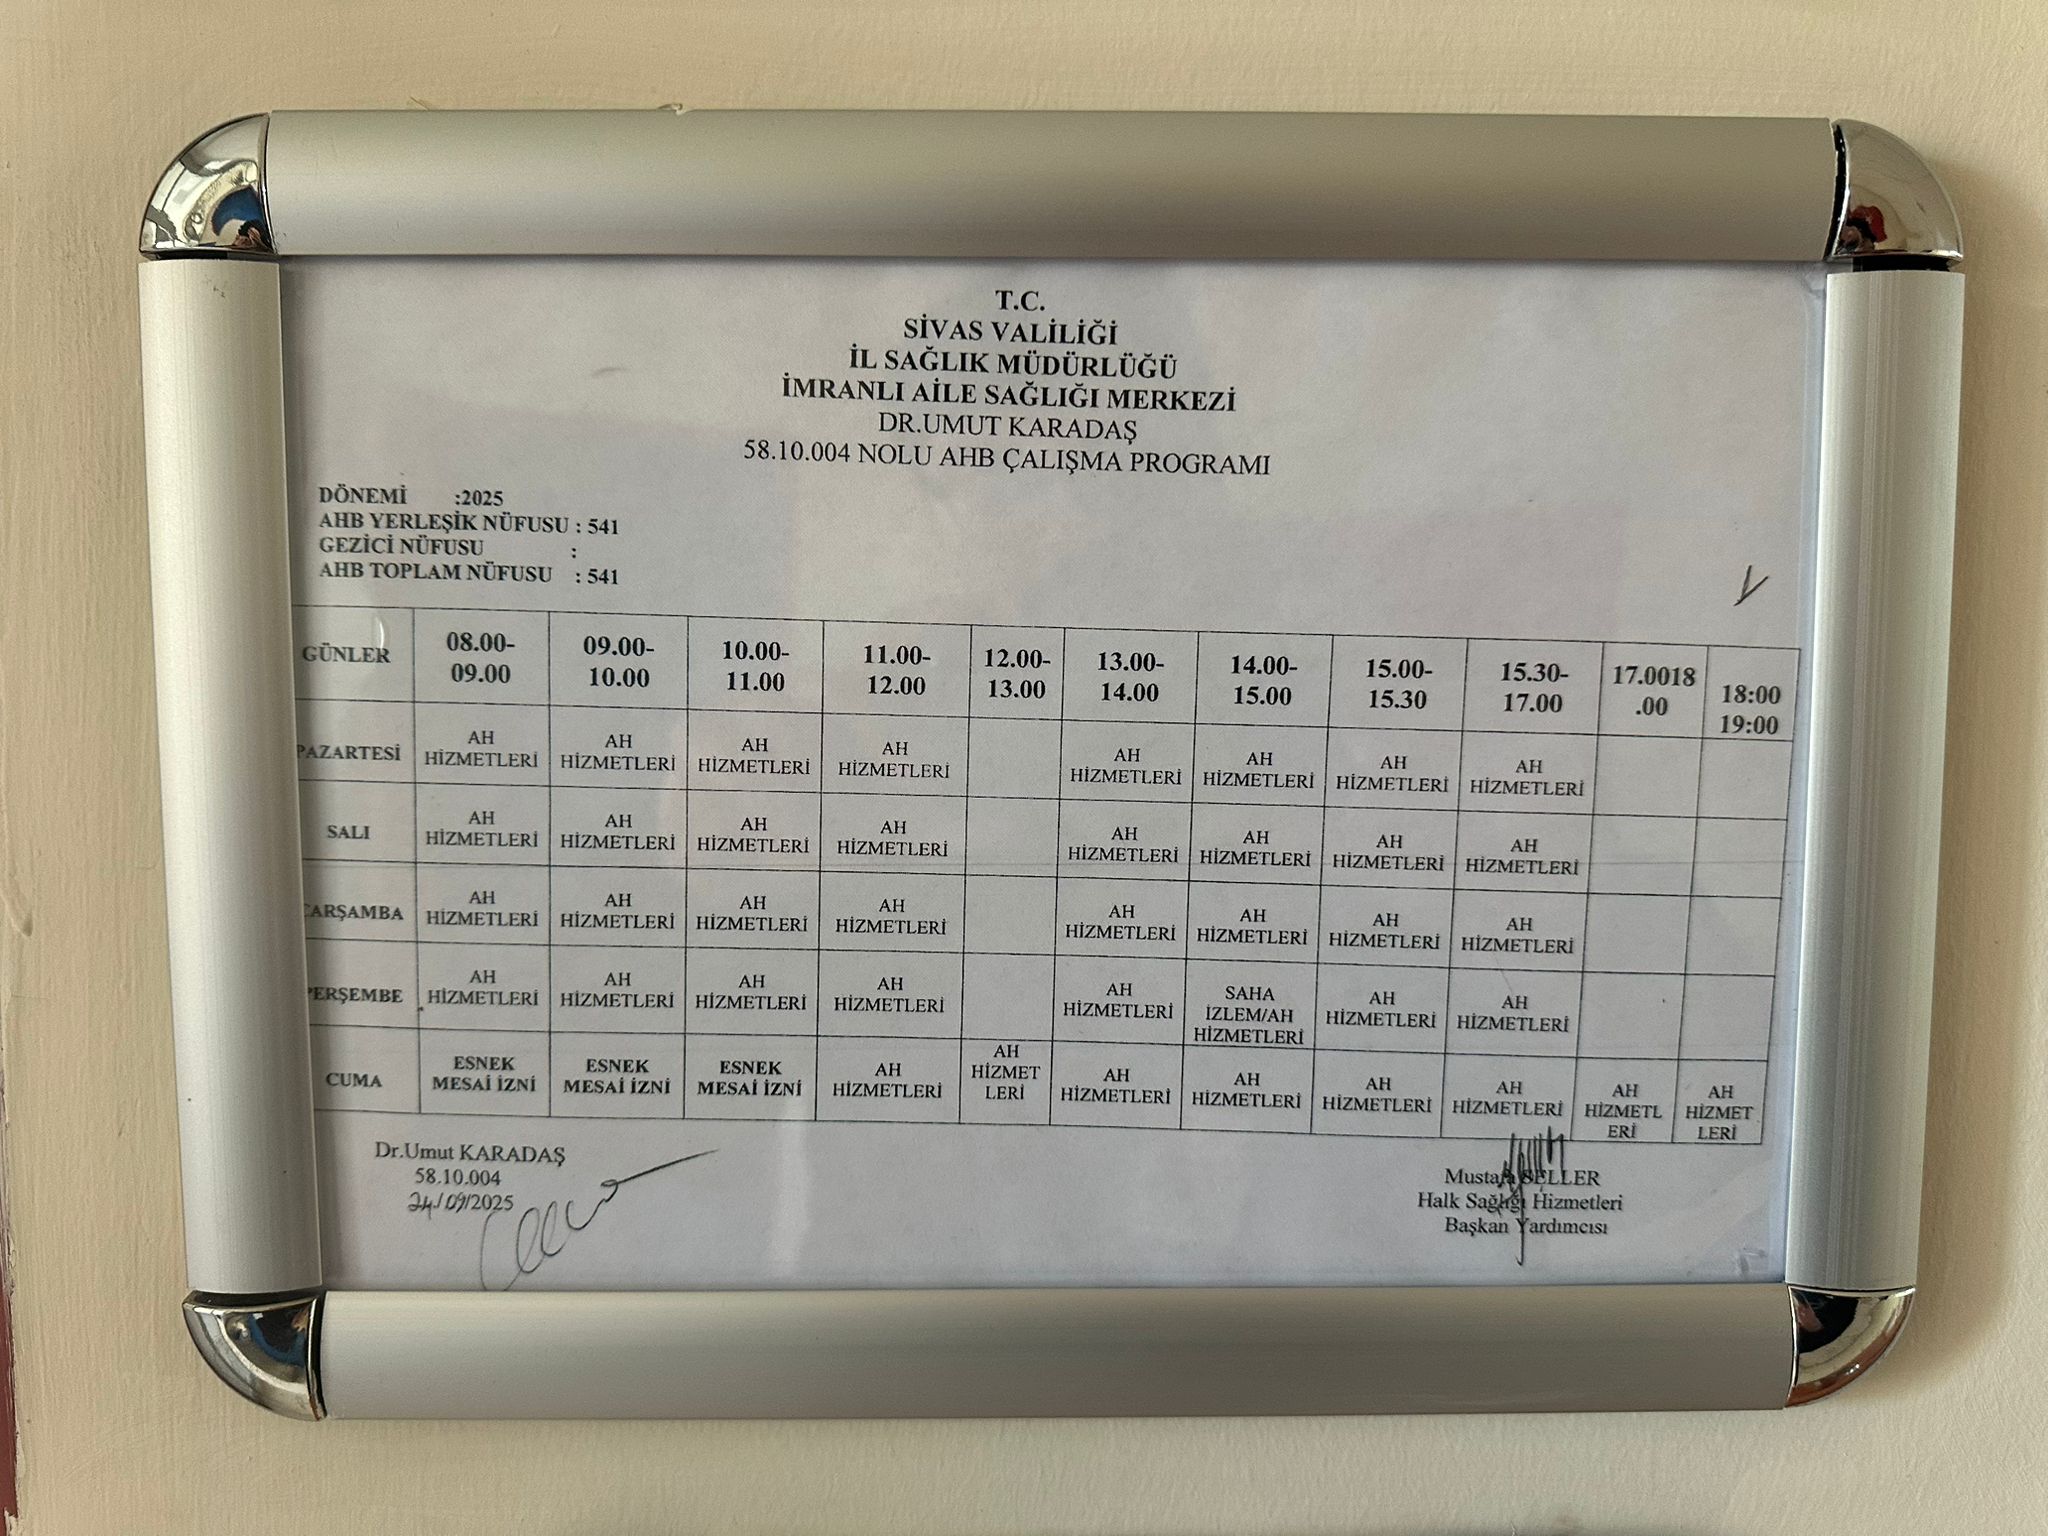 T.C.
SİVAS VALİLİĞİ
İL SAĞLIK MÜDÜRLÜĞÜ
İMRANLI AİLE SAĞLIĞI MERKEZİ
DR.UMUT KARADAŞ
58.10.004 NOLU AHB ÇALIŞMA PROGRAMI
DÖNEMİ :2025
AHB YERLEŞİK NÜFUSU : 541
GEZİCİ NÜFUSU :
AHB TOPLAM NÜFUSU : 541
GÜNLER 08.00-09.00 09.00-10.00 10.00-11.00 11.00-12.00 12.00-13.00 13.00-14.00 14.00-15.00 15.00-15.30 15.30-17.00 17.0018.00 18:00 19:00
PAZARTESİ AH HİZMETLERİ AH HİZMETLERİ AH HİZMETLERİ AH HİZMETLERİ AH HİZMETLERİ AH HİZMETLERİ AH HİZMETLERİ AH HİZMETLERİ
SALI AH HİZMETLERİ AH HİZMETLERİ AH HİZMETLERİ AH HİZMETLERİ AH HİZMETLERİ AH HİZMETLERİ AH HİZMETLERİ AH HİZMETLERİ
ÇARŞAMBA AH HİZMETLERİ AH HİZMETLERİ AH HİZMETLERİ AH HİZMETLERİ AH HİZMETLERİ AH HİZMETLERİ AH HİZMETLERİ AH HİZMETLERİ
PERŞEMBE AH HİZMETLERİ AH HİZMETLERİ AH HİZMETLERİ AH HİZMETLERİ AH HİZMETLERİ SAHA İZLEM/AH HİZMETLERİ AH HİZMETLERİ AH HİZMETLERİ
CUMA ESNEK MESAİ İZNİ ESNEK MESAİ İZNİ ESNEK MESAİ İZNİ AH HİZMETLERİ AH HİZMETLERİ AH HİZMETLERİ AH HİZMETLERİ AH HİZMETLERİ AH HİZMETLERİ AH HİZMETLERİ AH HİZMETLERİ
Dr.Umut KARADAŞ
58.10.004
24/09/2025
Mustafa SELLER
Halk Sağlığı Hizmetleri
Başkan Yardımcısı